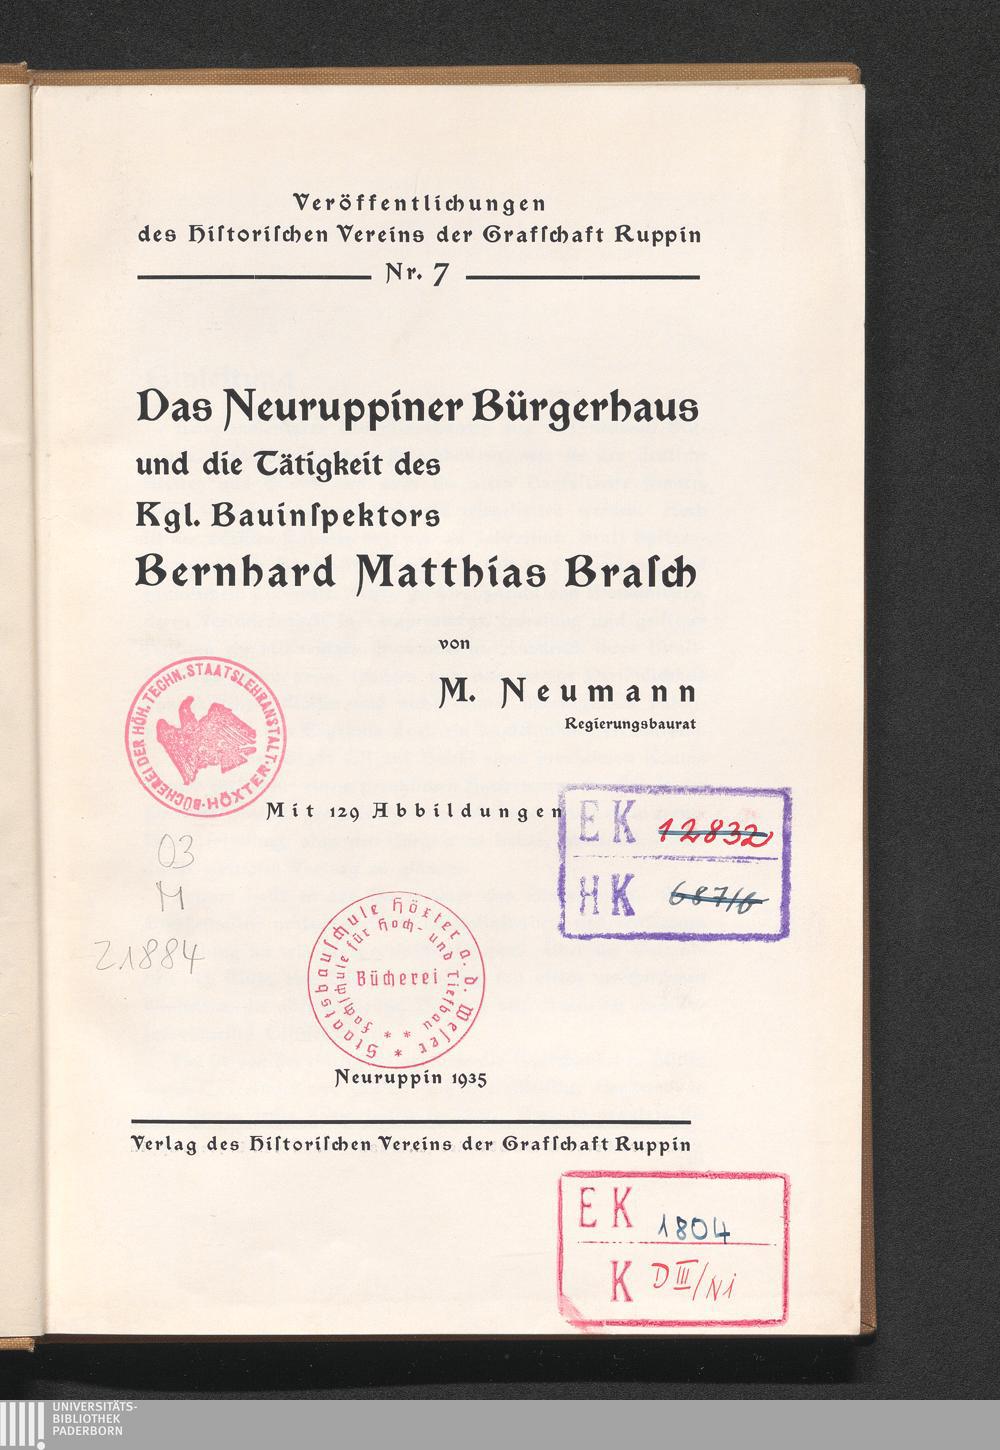 Veröffentlichungen
des Hiſtoriſchen Vereins der Grafſchaft Ruppin
Nr. 7
Das Neuruppiner Bürgerhaus
und die Tätigkeit des
Kgl. Bauinſpektors
Bernhard Matthias Braſch
von
M. Neumann
Regierungsbaurat
BÜCHEREI DER HÖH. TECHN. STAATSLEHRANSTALT · HÖXTER ·
Mit 129 Abbildungen
EK 12832
HK 687/6
03
M
21884
Staatsbauſchule Höxter a. d. Weſer
Fachſchule für Hoch- und Tiefbau
Bücherei
Neuruppin 1935
Verlag des Hiſtoriſchen Vereins der Grafſchaft Ruppin
EK 1804
K D III/Ni
UNIVERSITÄTS-
BIBLIOTHEK
PADERBORN